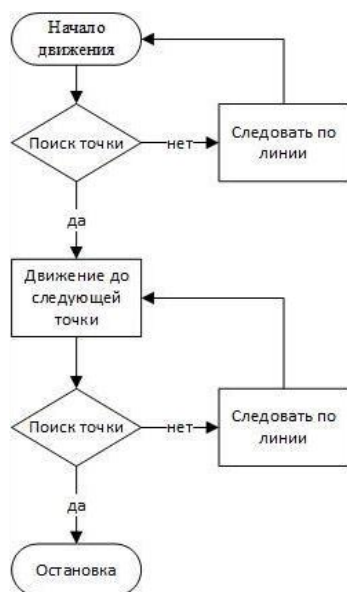 Начало
движения
Поиск точки
нет
Следовать по
линии
да
Движение до
следующей
точки
Поиск точки
нет
Следовать по
линии
да
Остановка